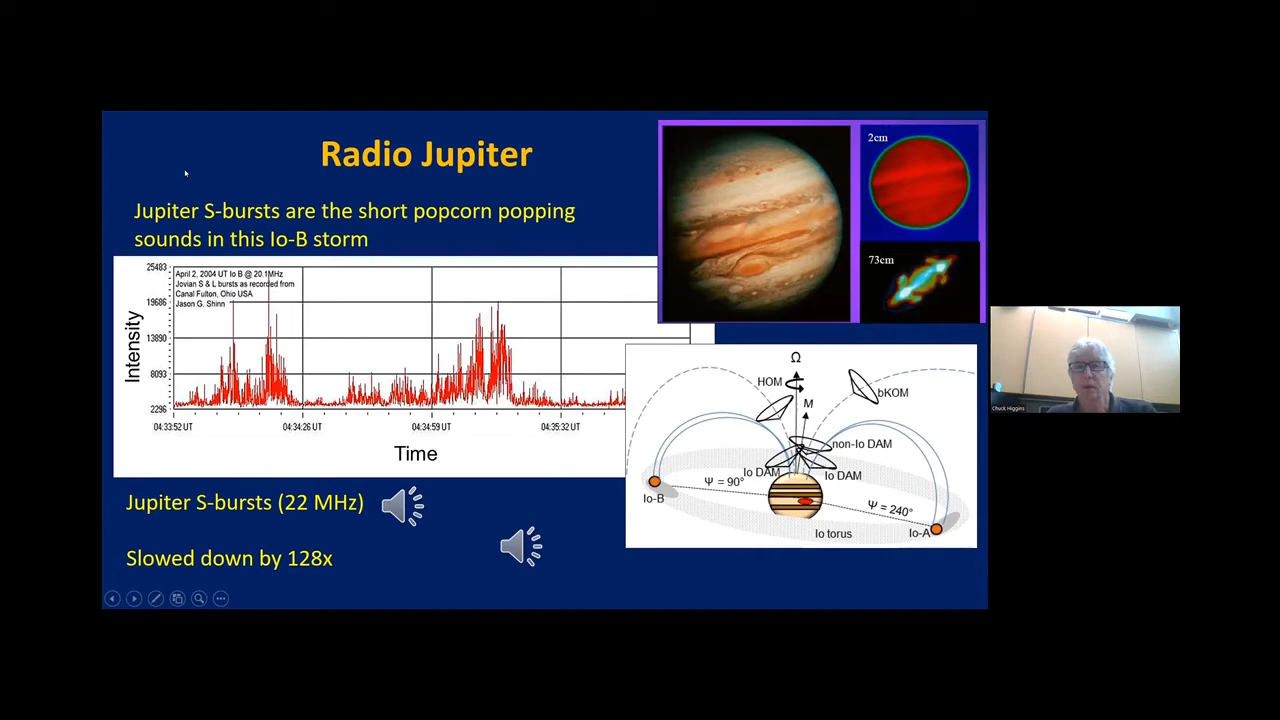 Radio Jupiter
Jupiter S-bursts are the short popcorn popping
sounds in this Io-B storm
25483
19686
13890
8093
2296
Intensity
April 2, 2004 UT Io B @ 20.1MHz
Jovian S & L bursts as recorded from
Canal Fulton, Ohio USA
Jason G. Shinn
04:33:52 UT
04:34:26 UT
04:34:59 UT
04:35:32 UT
Time
Jupiter S-bursts (22 MHz)
Slowed down by 128x
2cm
73cm
Ω
HOM
M
bKOM
non-Io DAM
Io DAM
Io DAM
Ψ = 90°
Io-B
Ψ = 240°
Io torus
Io-A
Chuck Higgins